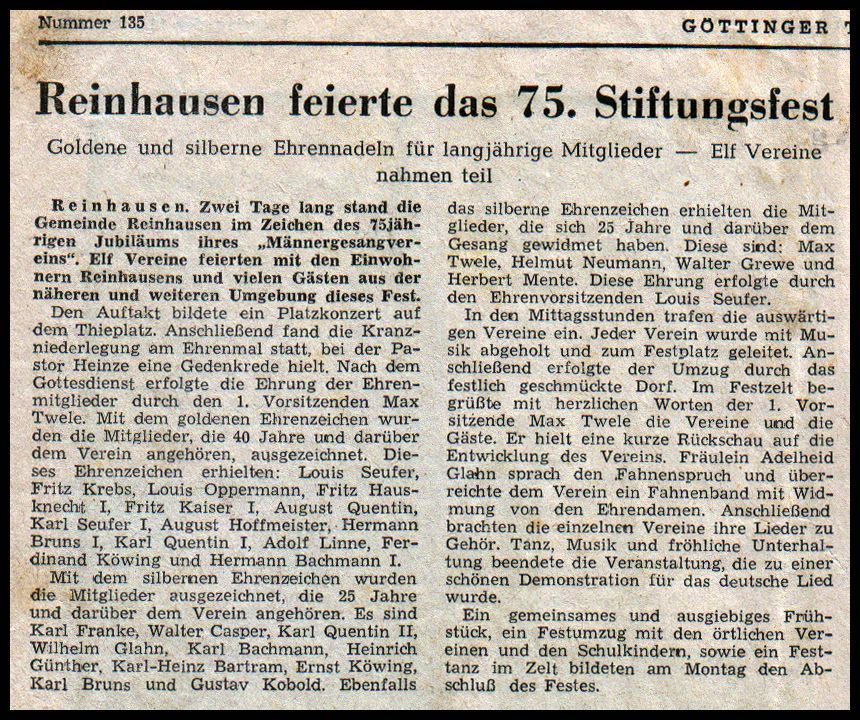 Nummer 135
GÖTTINGER T
Reinhausen feierte das 75. Stiftungsfest
Goldene und silberne Ehrennadeln für langjährige Mitglieder — Elf Vereine
nahmen teil
Reinhausen. Zwei Tage lang stand die
Gemeinde Reinhausen im Zeichen des 75jäh-
rigen Jubiläums ihres „Männergesangver-
eins“. Elf Vereine feierten mit den Einwoh-
nern Reinhausens und vielen Gästen aus der
näheren und weiteren Umgebung dieses Fest.
Den Auftakt bildete ein Platzkonzert auf
dem Thieplatz. Anschließend fand die Kranz-
niederlegung am Ehrenmal statt, bei der Pa-
stor Heinze eine Gedenkrede hielt. Nach dem
Gottesdienst erfolgte die Ehrung der Ehren-
mitglieder durch den 1. Vorsitzenden Max
Twele. Mit dem goldenen Ehrenzeichen wur-
den die Mitglieder, die 40 Jahre und darüber
dem Verein angehören, ausgezeichnet. Die-
ses Ehrenzeichen erhielten: Louis Seufer,
Fritz Krebs, Louis Oppermann, Fritz Haus-
knecht I, Fritz Kaiser I, August Quentin,
Karl Seufer I, August Hoffmeister, Hermann
Bruns I, Karl Quentin I, Adolf Linne, Fer-
dinand Köwing und Hermann Bachmann I.
Mit dem silbernen Ehrenzeichen wurden
die Mitglieder ausgezeichnet, die 25 Jahre
und darüber dem Verein angehören. Es sind
Karl Franke, Walter Casper, Karl Quentin II,
Wilhelm Glahn, Karl Bachmann, Heinrich
Günther, Karl-Heinz Bartram, Ernst Köwing,
Karl Bruns und Gustav Kobold. Ebenfalls
das silberne Ehrenzeichen erhielten die Mit-
glieder, die sich 25 Jahre und darüber dem
Gesang gewidmet haben. Diese sind: Max
Twele, Helmut Neumann, Walter Grewe und
Herbert Mente. Diese Ehrung erfolgte durch
den Ehrenvorsitzenden Louis Seufer.
In den Mittagsstunden trafen die auswärti-
gen Vereine ein. Jeder Verein wurde mit Mu-
sik abgeholt und zum Festplatz geleitet. An-
schließend erfolgte der Umzug durch das
festlich geschmückte Dorf. Im Festzelt be-
grüßte mit herzlichen Worten der 1. Vor-
sitzende Max Twele die Vereine und die
Gäste. Er hielt eine kurze Rückschau auf die
Entwicklung des Vereins. Fräulein Adelheid
Glahn sprach den Fahnenspruch und über-
reichte dem Verein ein Fahnenband mit Wid-
mung von den Ehrendamen. Anschließend
brachten die einzelnen Vereine ihre Lieder zu
Gehör. Tanz, Musik und fröhliche Unterhal-
tung beendete die Veranstaltung, die zu einer
schönen Demonstration für das deutsche Lied
wurde.
Ein gemeinsames und ausgiebiges Früh-
stück, ein Festumzug mit den örtlichen Ver-
einen und den Schulkindern, sowie ein Fest-
tanz im Zelt bildeten am Montag den Ab-
schluß des Festes.